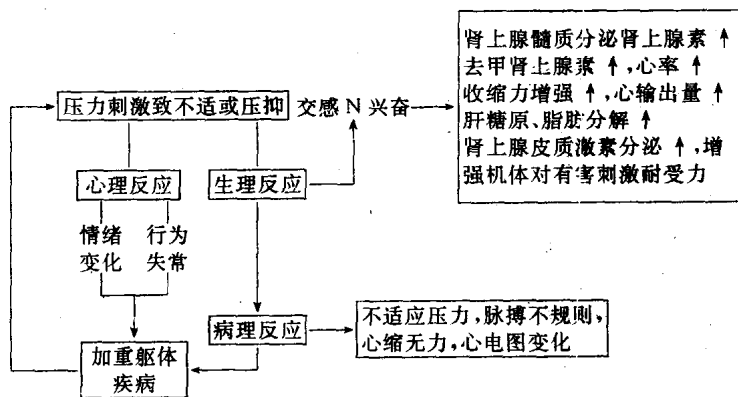 肾上腺髓质分泌肾上腺素 ↑
去甲肾上腺素 ↑,心率 ↑
收缩力增强 ↑,心输出量 ↑
肝糖原、脂肪分解 ↑
肾上腺皮质激素分泌 ↑,增
强机体对有害刺激耐受力
压力刺激致不适或压抑
交感 N 兴奋
心理反应
生理反应
情绪
变化
行为
失常
病理反应
不适应压力,脉搏不规则、
心缩无力,心电图变化
加重躯体
疾病